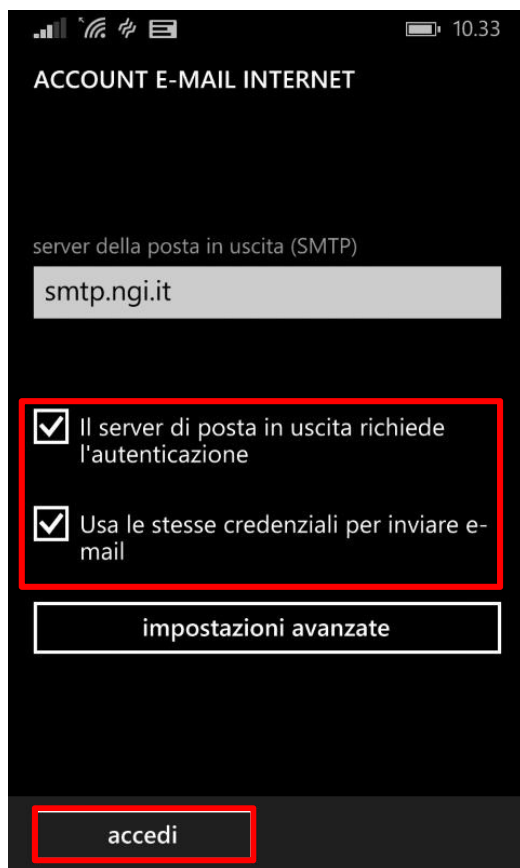 10.33
ACCOUNT E-MAIL INTERNET
server della posta in uscita (SMTP)
smtp.ngi.it
Il server di posta in uscita richiede
l'autenticazione
Usa le stesse credenziali per inviare e-
mail
impostazioni avanzate
accedi